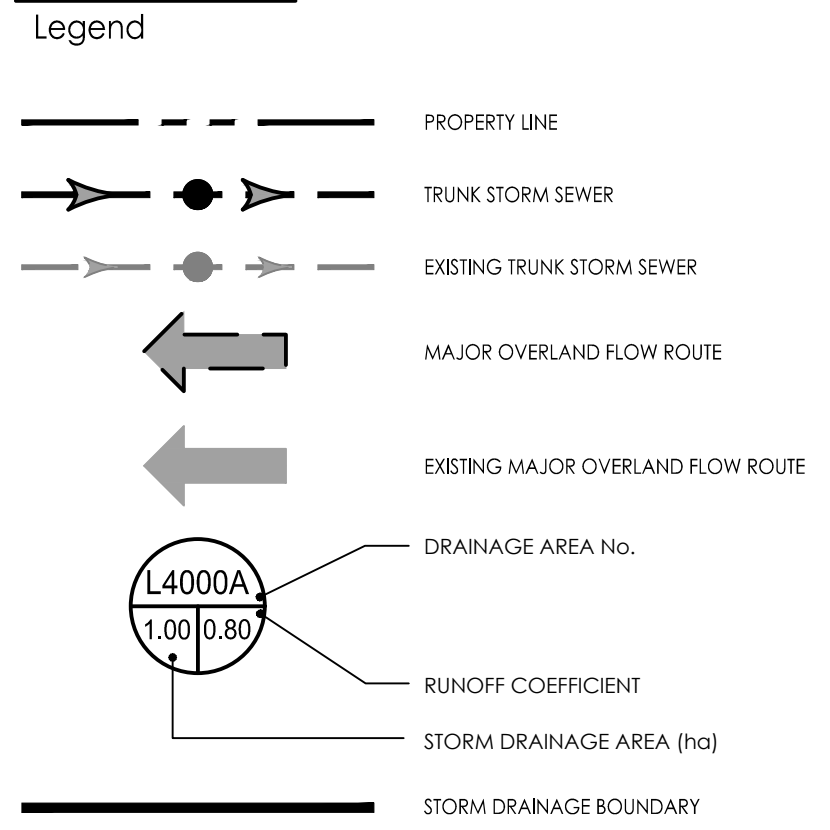 Legend
PROPERTY LINE
TRUNK STORM SEWER
EXISTING TRUNK STORM SEWER
MAJOR OVERLAND FLOW ROUTE
EXISTING MAJOR OVERLAND FLOW ROUTE
DRAINAGE AREA No.
L4000A
1.00 0.80
RUNOFF COEFFICIENT
STORM DRAINAGE AREA (ha)
STORM DRAINAGE BOUNDARY